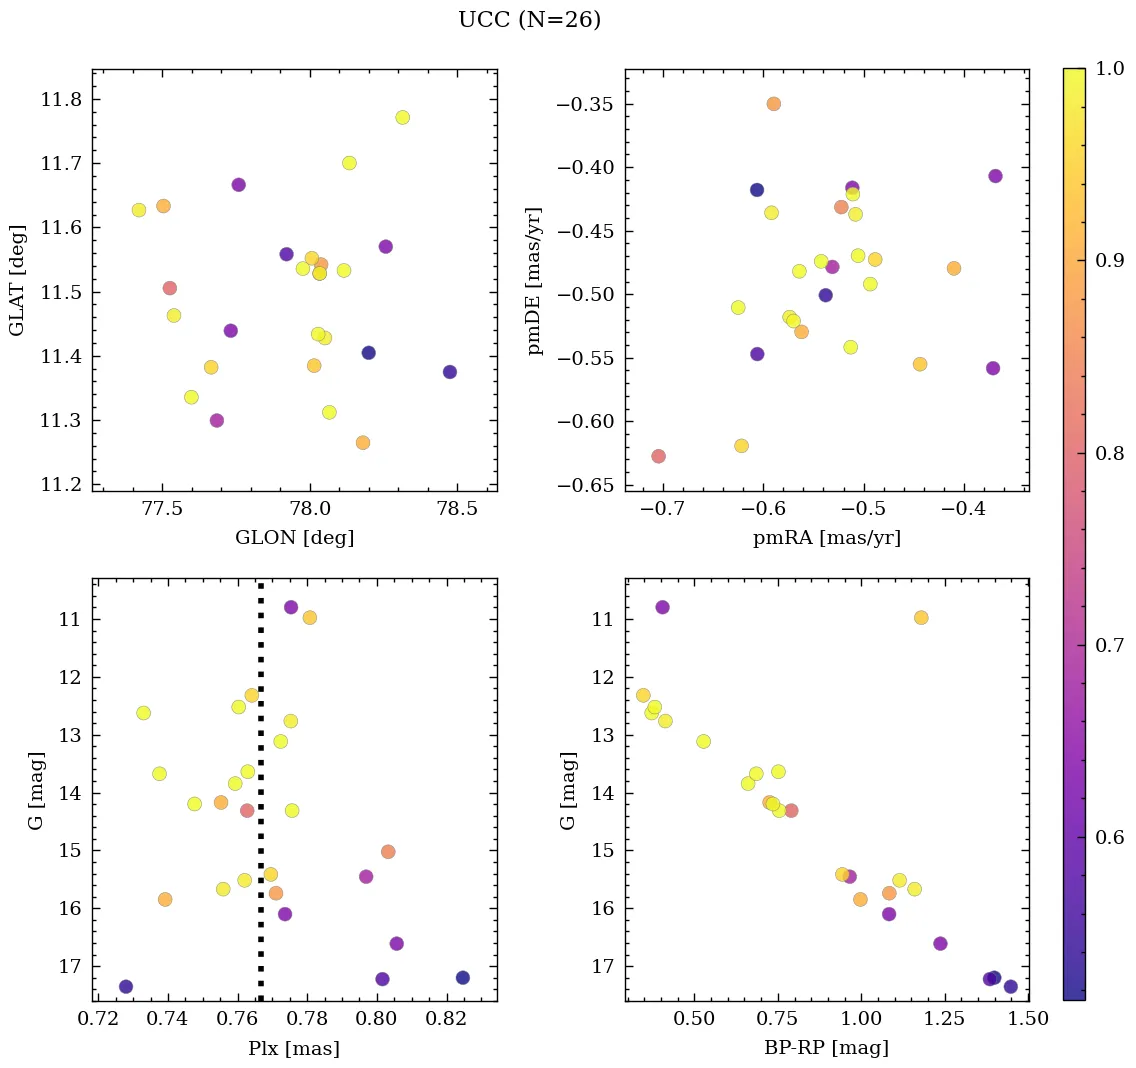 UCC (N=26)
11.8
11.7
11.6
11.5
11.4
11.3
11.2
GLAT [deg]
77.5 78.0 78.5
GLON [deg]
−0.35
−0.40
−0.45
−0.50
−0.55
−0.60
−0.65
pmDE [mas/yr]
−0.7 −0.6 −0.5 −0.4
pmRA [mas/yr]
11
12
13
14
15
16
17
G [mag]
0.72 0.74 0.76 0.78 0.80 0.82
Plx [mas]
11
12
13
14
15
16
17
G [mag]
0.50 0.75 1.00 1.25 1.50
BP-RP [mag]
1.0
0.9
0.8
0.7
0.6